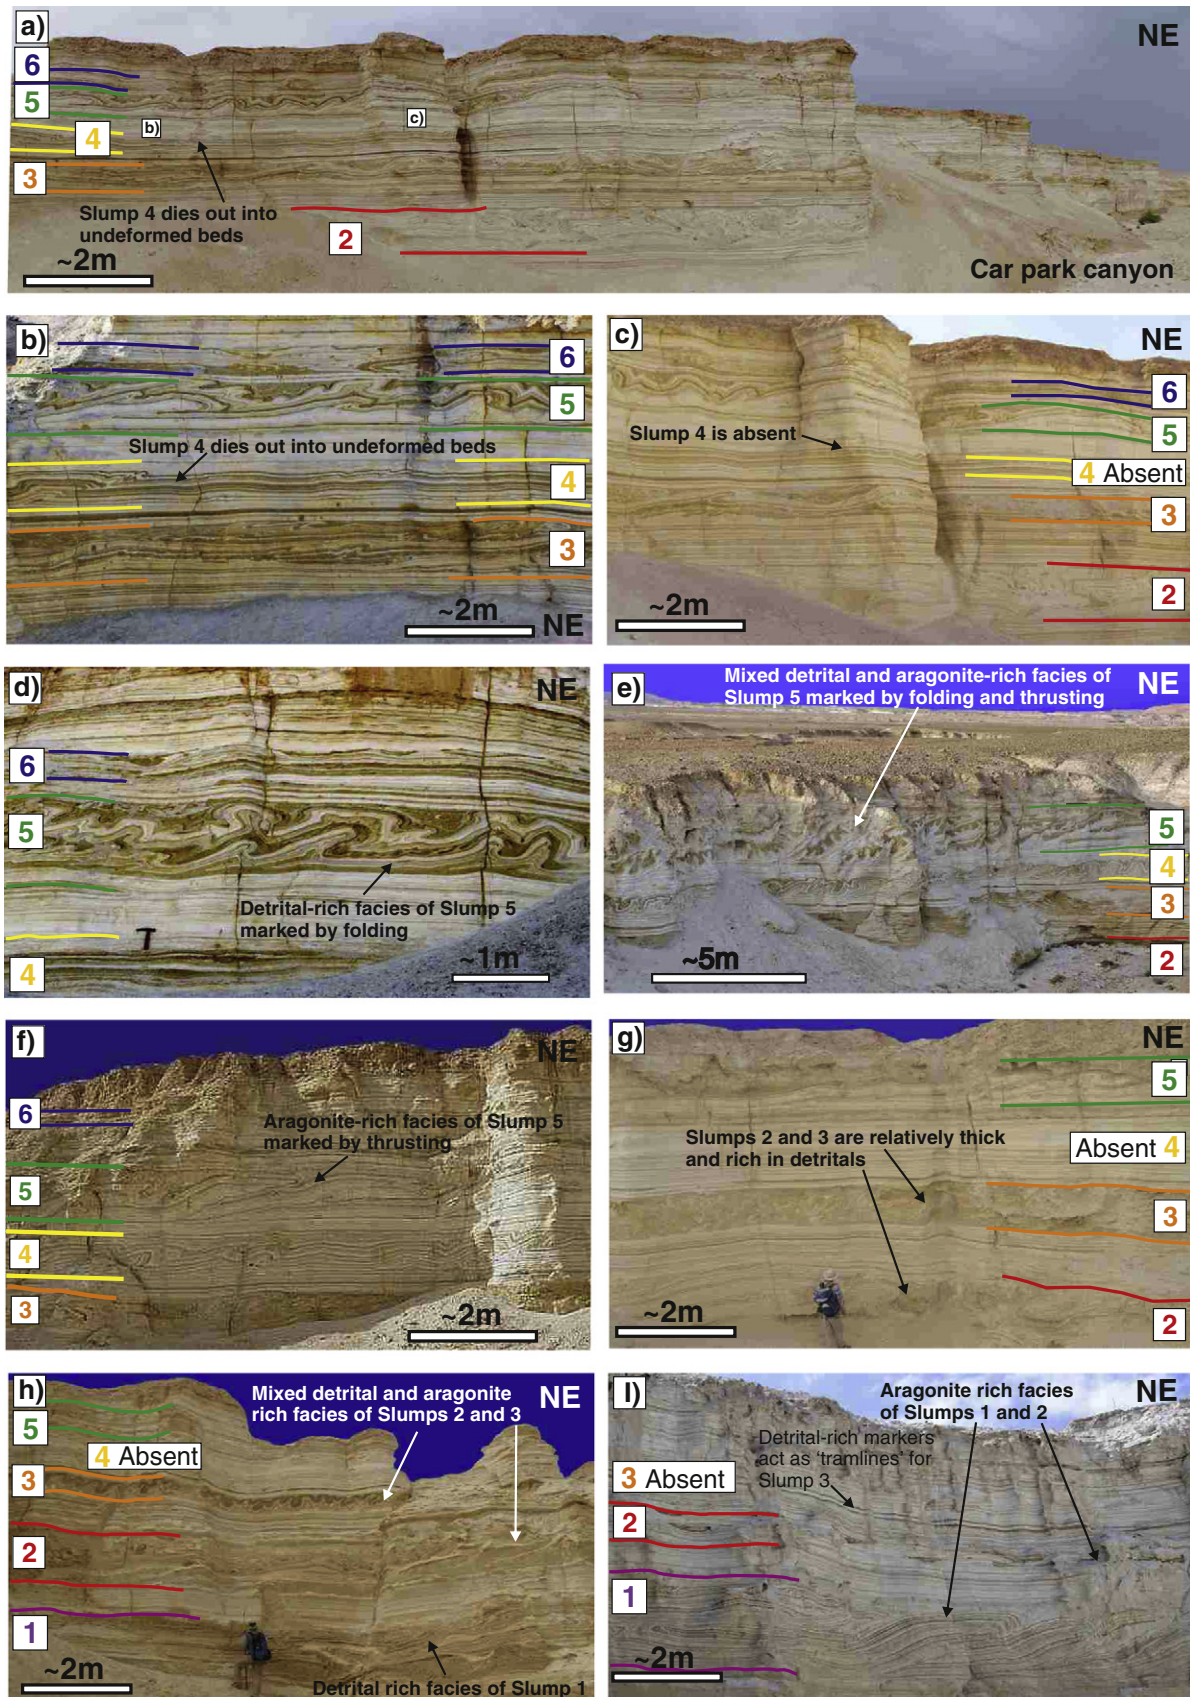 a)
NE
6
5
b)
c)
4
3
Slump 4 dies out into
undeformed beds
2
~2m
Car park canyon
b)
6
5
Slump 4 dies out into undeformed beds
4
3
~2m
NE
c)
NE
6
Slump 4 is absent
5
4 Absent
3
2
~2m
d)
NE
6
5
Detrital-rich facies of Slump 5
marked by folding
4
~1m
e)
Mixed detrital and aragonite-rich facies of
Slump 5 marked by folding and thrusting
NE
5
4
3
2
~5m
f)
NE
6
Aragonite-rich facies of Slump 5
marked by thrusting
5
4
3
~2m
g)
NE
5
Slumps 2 and 3 are relatively thick
and rich in detritals
Absent 4
3
2
~2m
h)
Mixed detrital and aragonite
rich facies of Slumps 2 and 3
NE
5
4 Absent
3
2
1
~2m
Detrital rich facies of Slump 1
I)
Aragonite rich facies
of Slumps 1 and 2
NE
Detrital-rich markers
act as 'tramlines' for
Slump 3
3 Absent
2
1
~2m